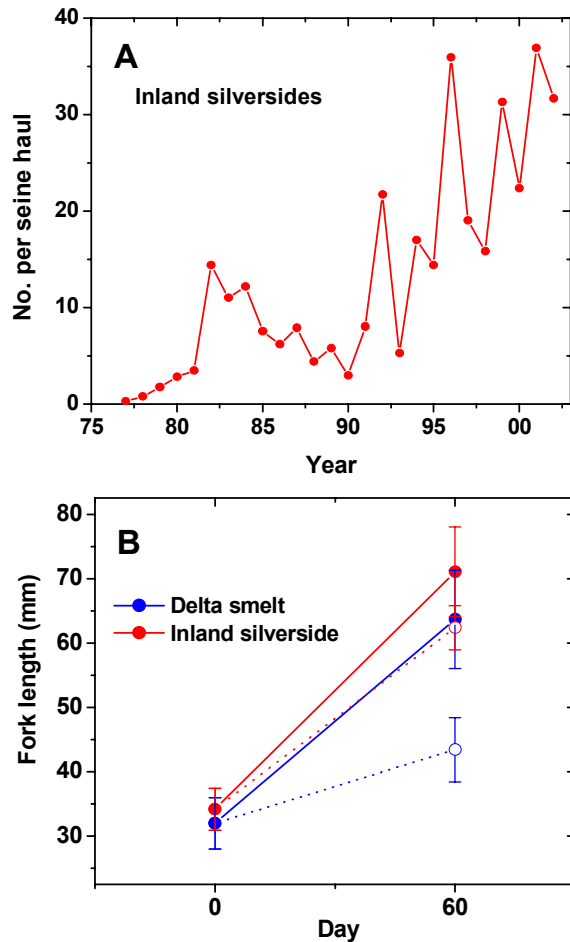 A
Inland silversides
No. per seine haul
40
30
20
10
0
75
80
85
90
95
00
Year
B
Delta smelt
Inland silverside
Fork length (mm)
80
70
60
50
40
30
0
60
Day